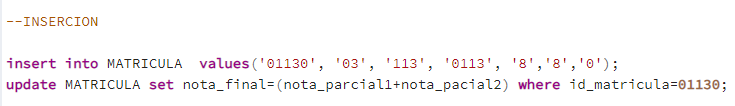 --INSERCION
insert into MATRICULA  values('01130', '03', '113', '0113', '8','8','0');
update MATRICULA set nota_final=(nota_parcial1+nota_pacial2) where id_matricula=01130;